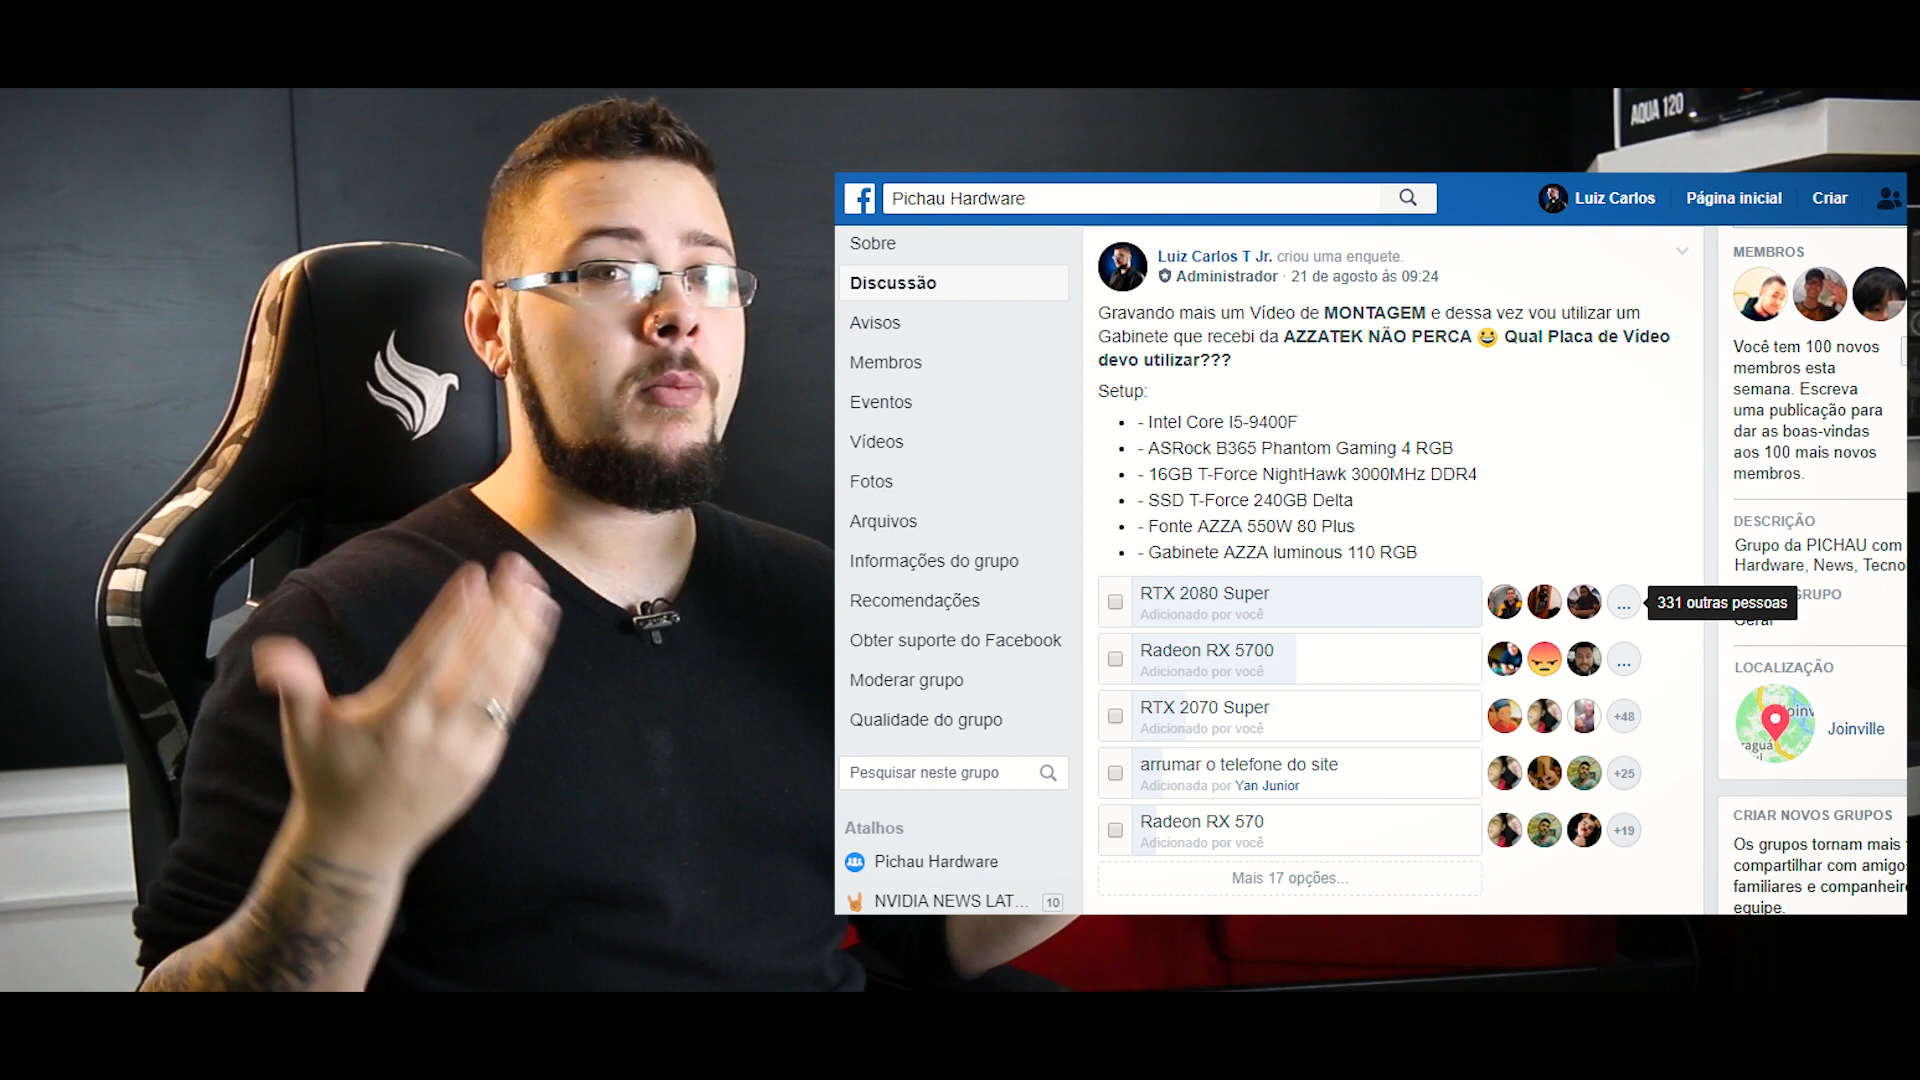 AQUA 120
Pichau Hardware
Luiz Carlos
Página inicial
Criar
Sobre
Discussão
Avisos
Membros
Eventos
Vídeos
Fotos
Arquivos
Informações do grupo
Recomendações
Obter suporte do Facebook
Moderar grupo
Qualidade do grupo
Pesquisar neste grupo
Atalhos
Pichau Hardware
NVIDIA NEWS LAT... 10
Luiz Carlos T Jr. criou uma enquete.
Administrador · 21 de agosto às 09:24
Gravando mais um Vídeo de MONTAGEM e dessa vez vou utilizar um
Gabinete que recebi da AZZATEK NÃO PERCA 😀 Qual Placa de Vídeo
devo utilizar???
Setup:
• - Intel Core I5-9400F
• - ASRock B365 Phantom Gaming 4 RGB
• - 16GB T-Force NightHawk 3000MHz DDR4
• - SSD T-Force 240GB Delta
• - Fonte AZZA 550W 80 Plus
• - Gabinete AZZA luminous 110 RGB
RTX 2080 Super
Adicionado por você
...
331 outras pessoas
Radeon RX 5700
Adicionado por você
...
RTX 2070 Super
Adicionado por você
+48
arrumar o telefone do site
Adicionada por Yan Junior
+25
Radeon RX 570
Adicionado por você
+19
Mais 17 opções...
MEMBROS
Você tem 100 novos
membros esta
semana. Escreva
uma publicação para
dar as boas-vindas
aos 100 mais novos
membros.
DESCRIÇÃO
Grupo da PICHAU com
Hardware, News, Tecno
GRUPO
Geral
LOCALIZAÇÃO
Joinv
raguá
Joinville
CRIAR NOVOS GRUPOS
Os grupos tornam mais
compartilhar com amigo
familiares e companheir
equipe.